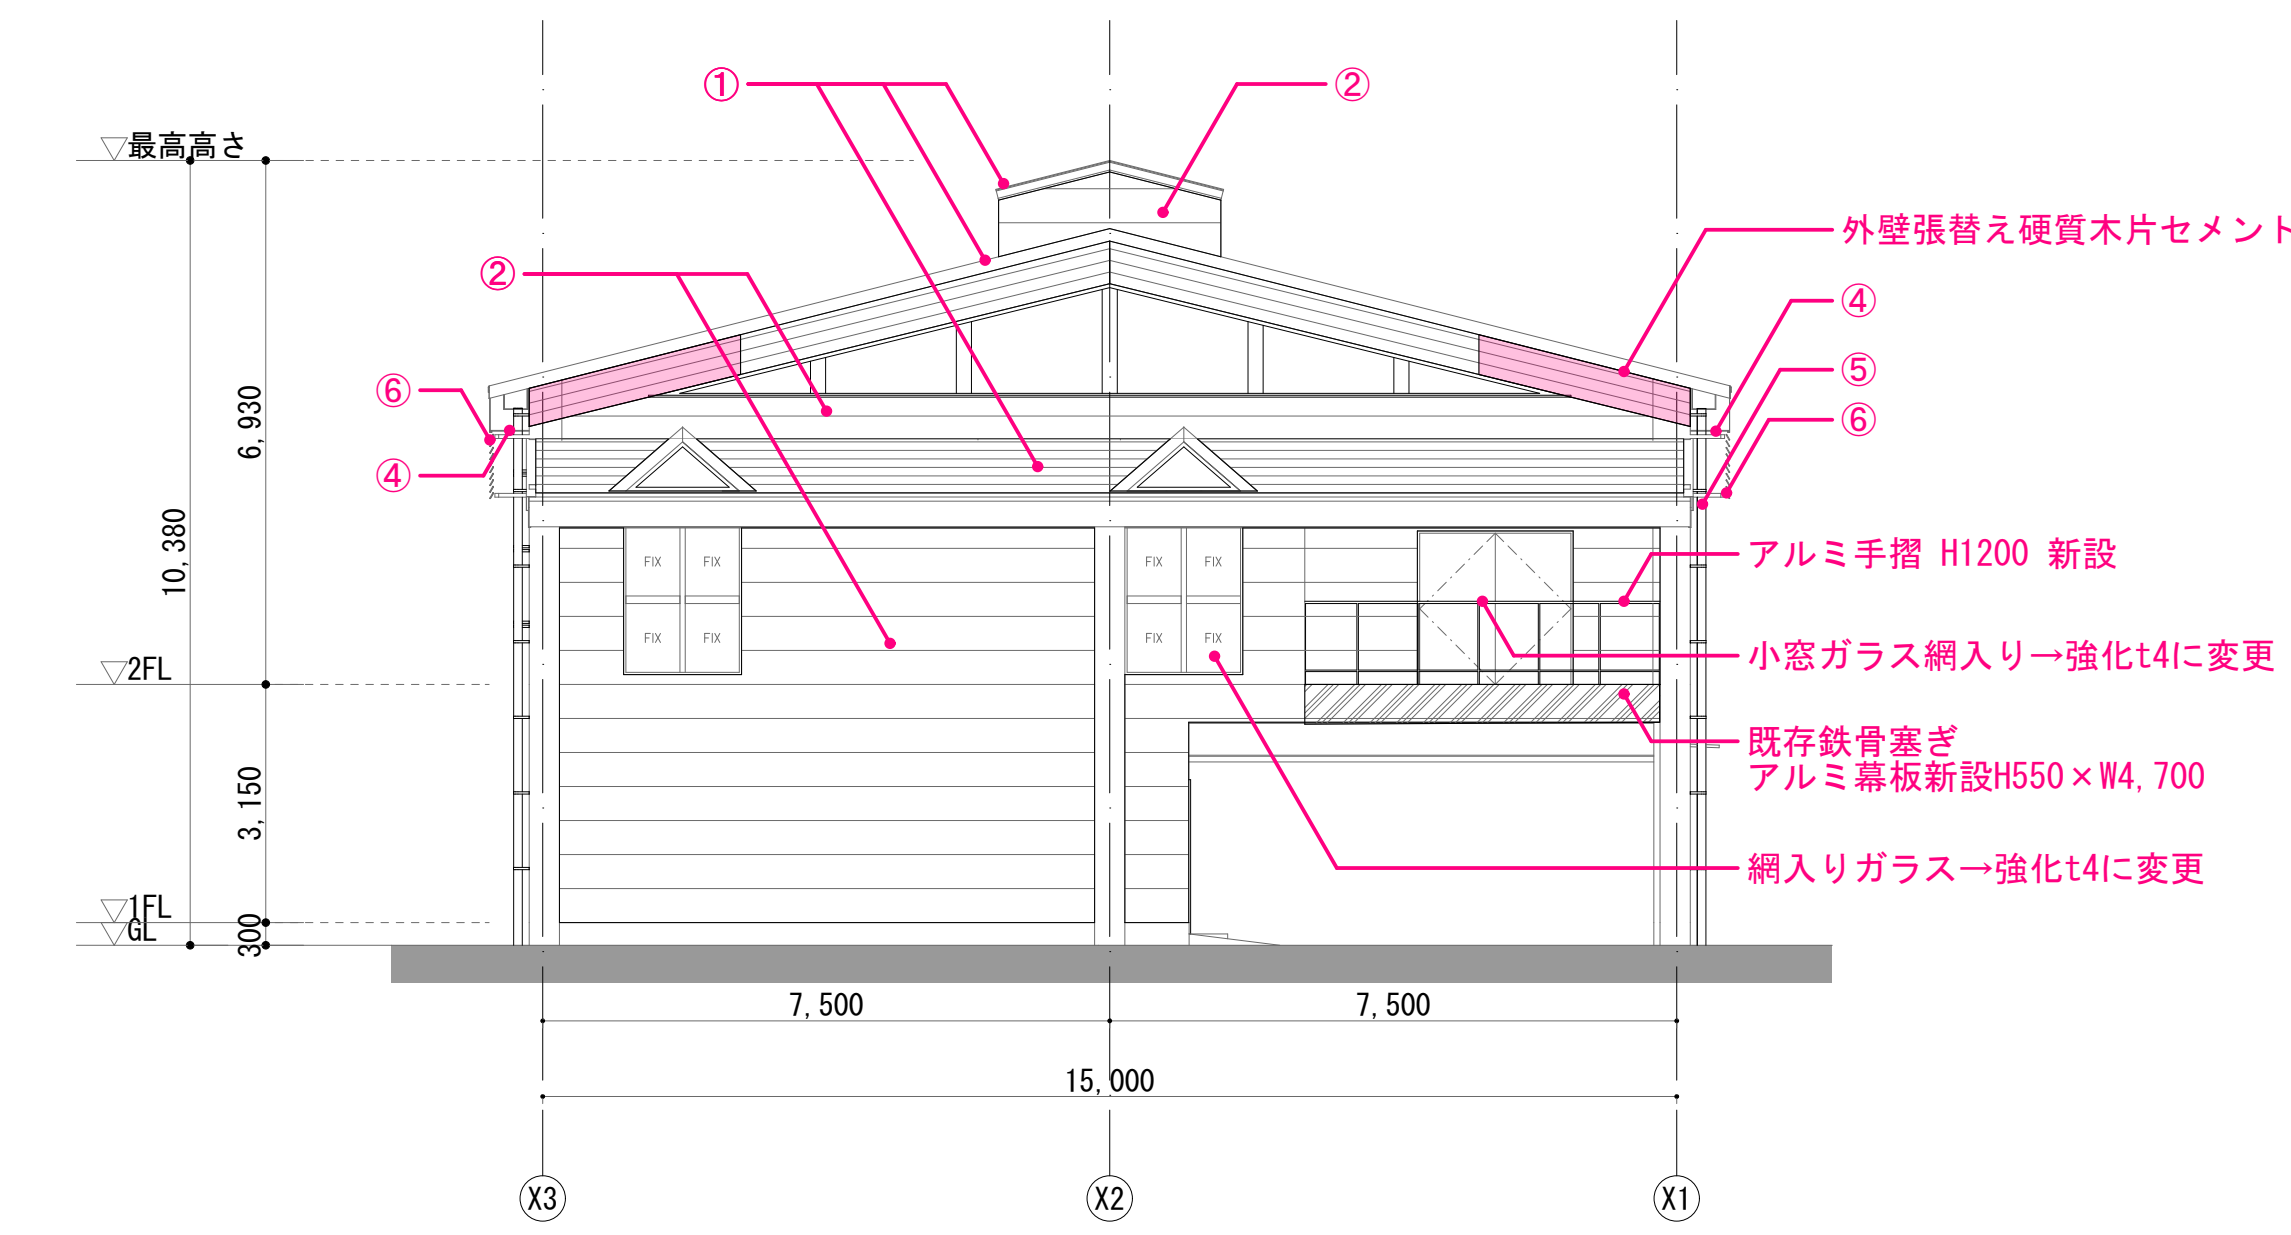 ①
②
最高高さ
外壁張替え硬質木片セメント
②
④
⑤
⑥
⑥
④
6,930
10,380
FIX
FIX
FIX
FIX
アルミ手摺 H1200 新設
FIX
FIX
FIX
FIX
小窓ガラス網入り→強化t4に変更
2FL
既存鉄骨塞ぎ
アルミ幕板新設H550×W4,700
3,150
網入りガラス→強化t4に変更
1FL
GL
300
7,500
7,500
15,000
X3
X2
X1